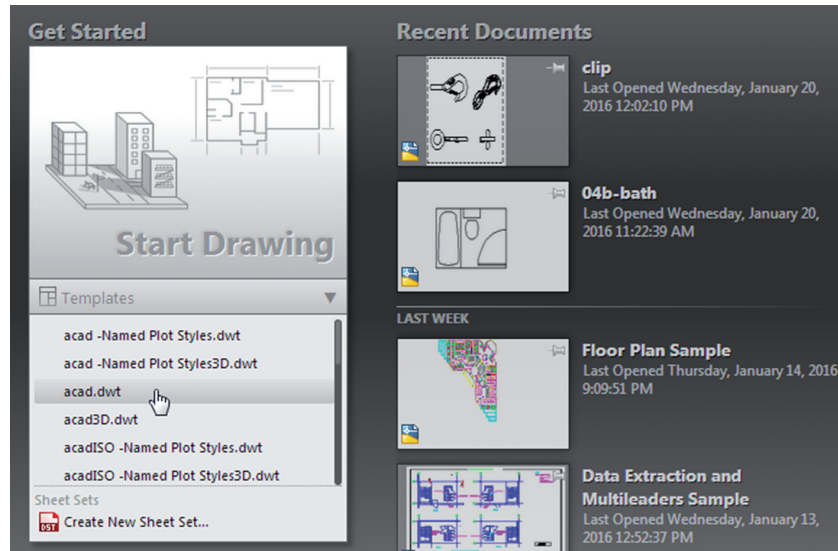 Get Started
Start Drawing
Templates
acad -Named Plot Styles.dwt
acad -Named Plot Styles3D.dwt
acad.dwt
acad3D.dwt
acadISO -Named Plot Styles.dwt
acadISO -Named Plot Styles3D.dwt
Sheet Sets
DST
Create New Sheet Set...
Recent Documents
clip
Last Opened Wednesday, January 20,
2016 12:02:10 PM
04b-bath
Last Opened Wednesday, January 20,
2016 11:22:39 AM
LAST WEEK
Floor Plan Sample
Last Opened Thursday, January 14, 2016
9:09:51 PM
Data Extraction and
Multileaders Sample
Last Opened Wednesday, January 13,
2016 12:52:37 PM